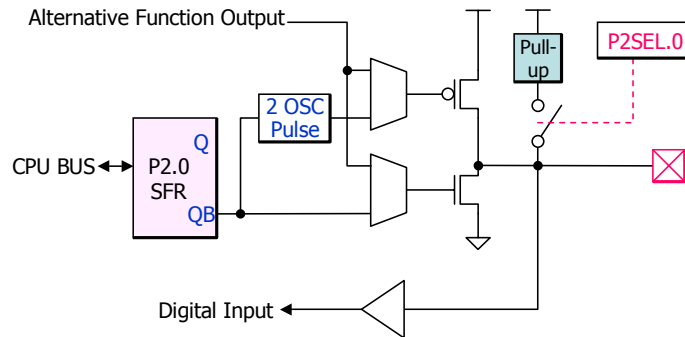 Alternative Function Output
Pull-
up
P2SEL.0
2 OSC
Pulse
Q
CPU BUS
P2.0
SFR
QB
Digital Input